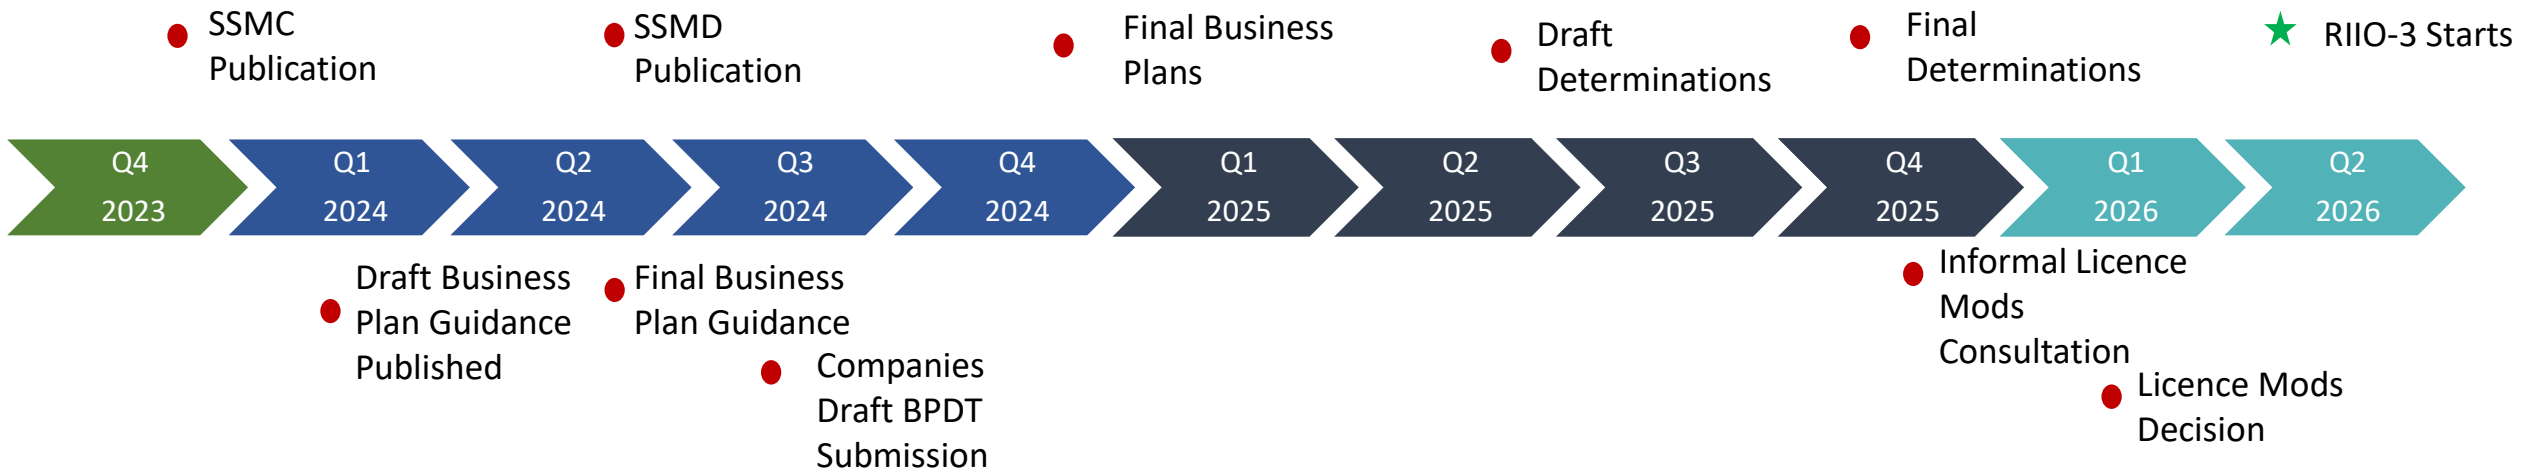 SSMC
Publication
SSMD
Publication
Final Business
Plans
Draft
Determinations
Final
Determinations
RIIO-3 Starts
Q4
2023
Q1
2024
Q2
2024
Q3
2024
Q4
2024
Q1
2025
Q2
2025
Q3
2025
Q4
2025
Q1
2026
Q2
2026
Draft Business
Plan Guidance
Published
Final Business
Plan Guidance
Companies
Draft BPDT
Submission
Informal Licence
Mods
Consultation
Licence Mods
Decision